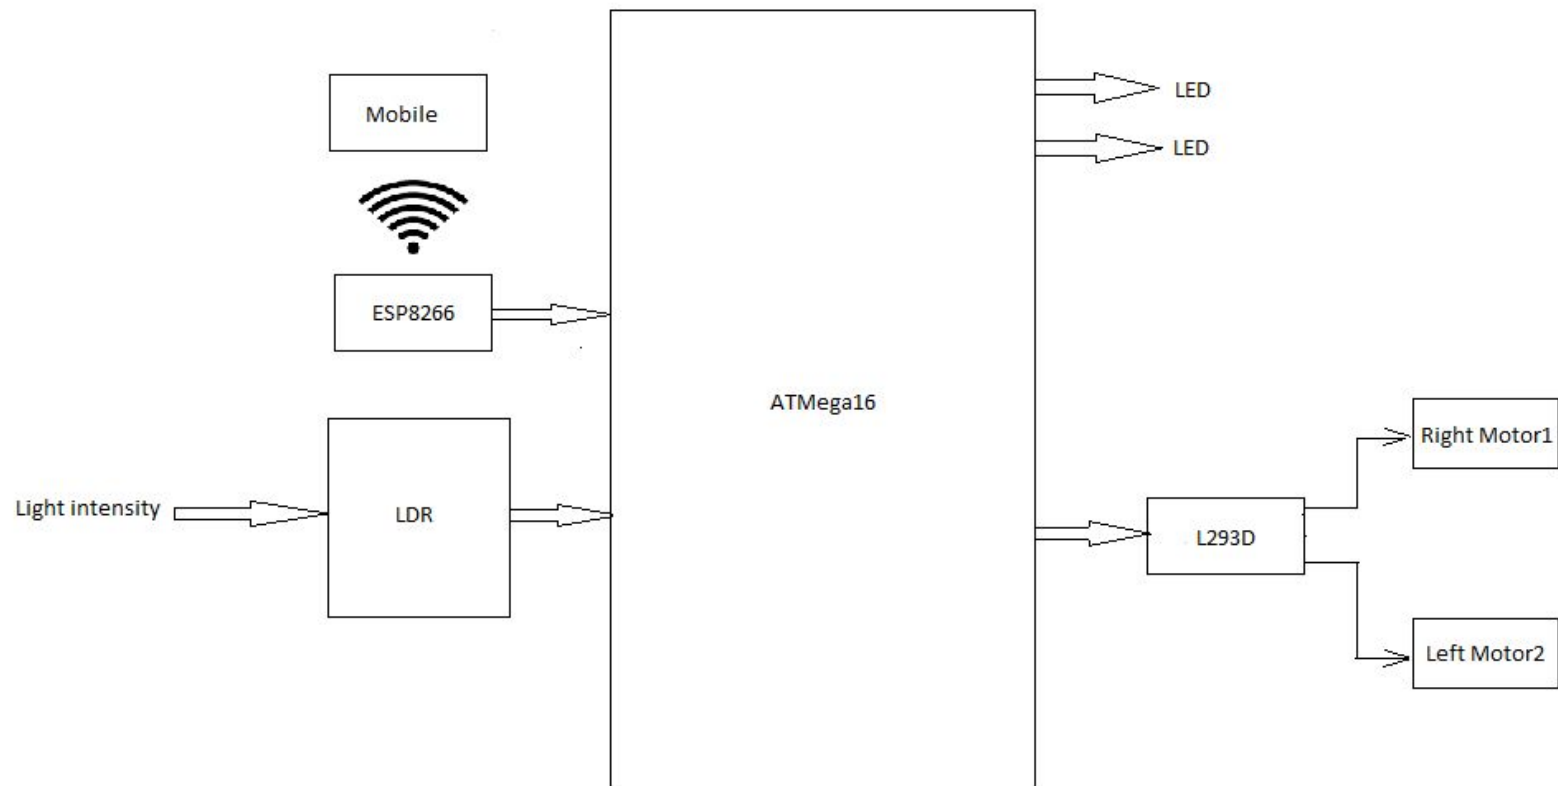 Mobile
LED
LED
ESP8266
ATMega16
Right Motor1
Light intensity
LDR
L293D
Left Motor2